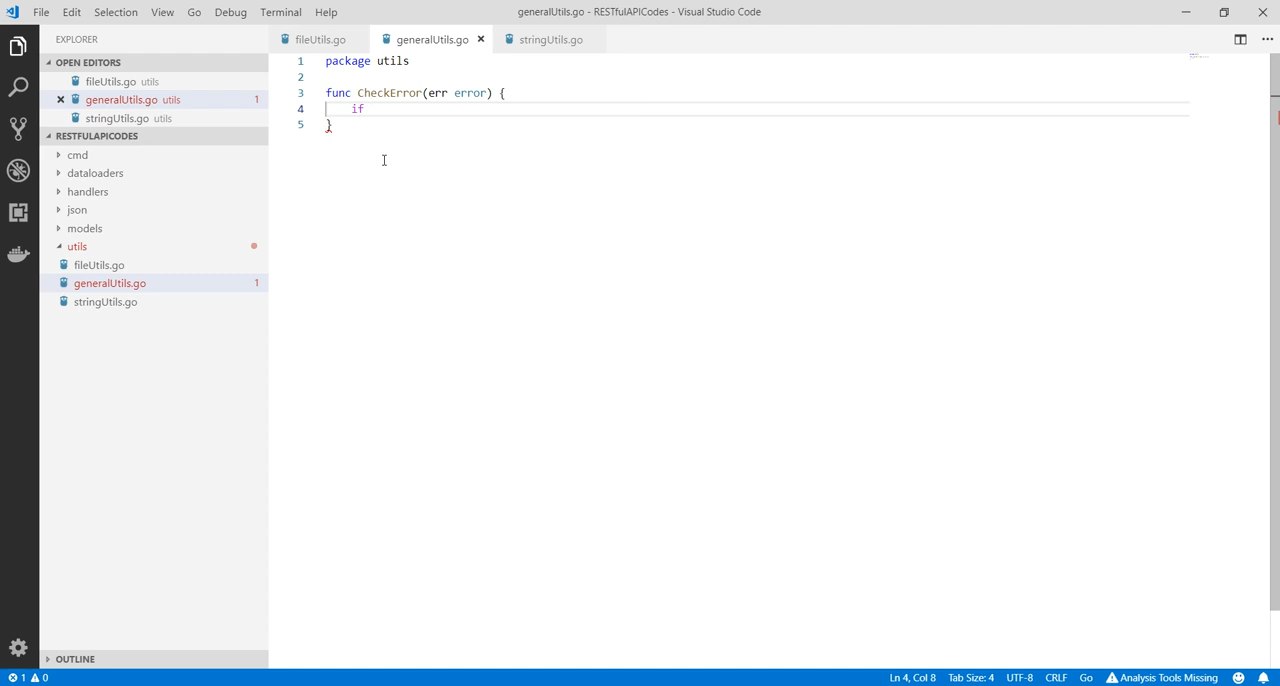 File Edit Selection View Go Debug Terminal Help
generalUtils.go - RESTfulAPICodes - Visual Studio Code
EXPLORER
OPEN EDITORS
fileUtils.go utils
generalUtils.go utils 1
stringUtils.go utils
RESTFULAPICODES
cmd
dataloaders
handlers
json
models
utils
fileUtils.go
generalUtils.go 1
stringUtils.go
OUTLINE
fileUtils.go generalUtils.go stringUtils.go
1 package utils
2
3 func CheckError(err error) {
4 if
5 }
1 0
Ln 4, Col 8 Tab Size: 4 UTF-8 CRLF Go Analysis Tools Missing